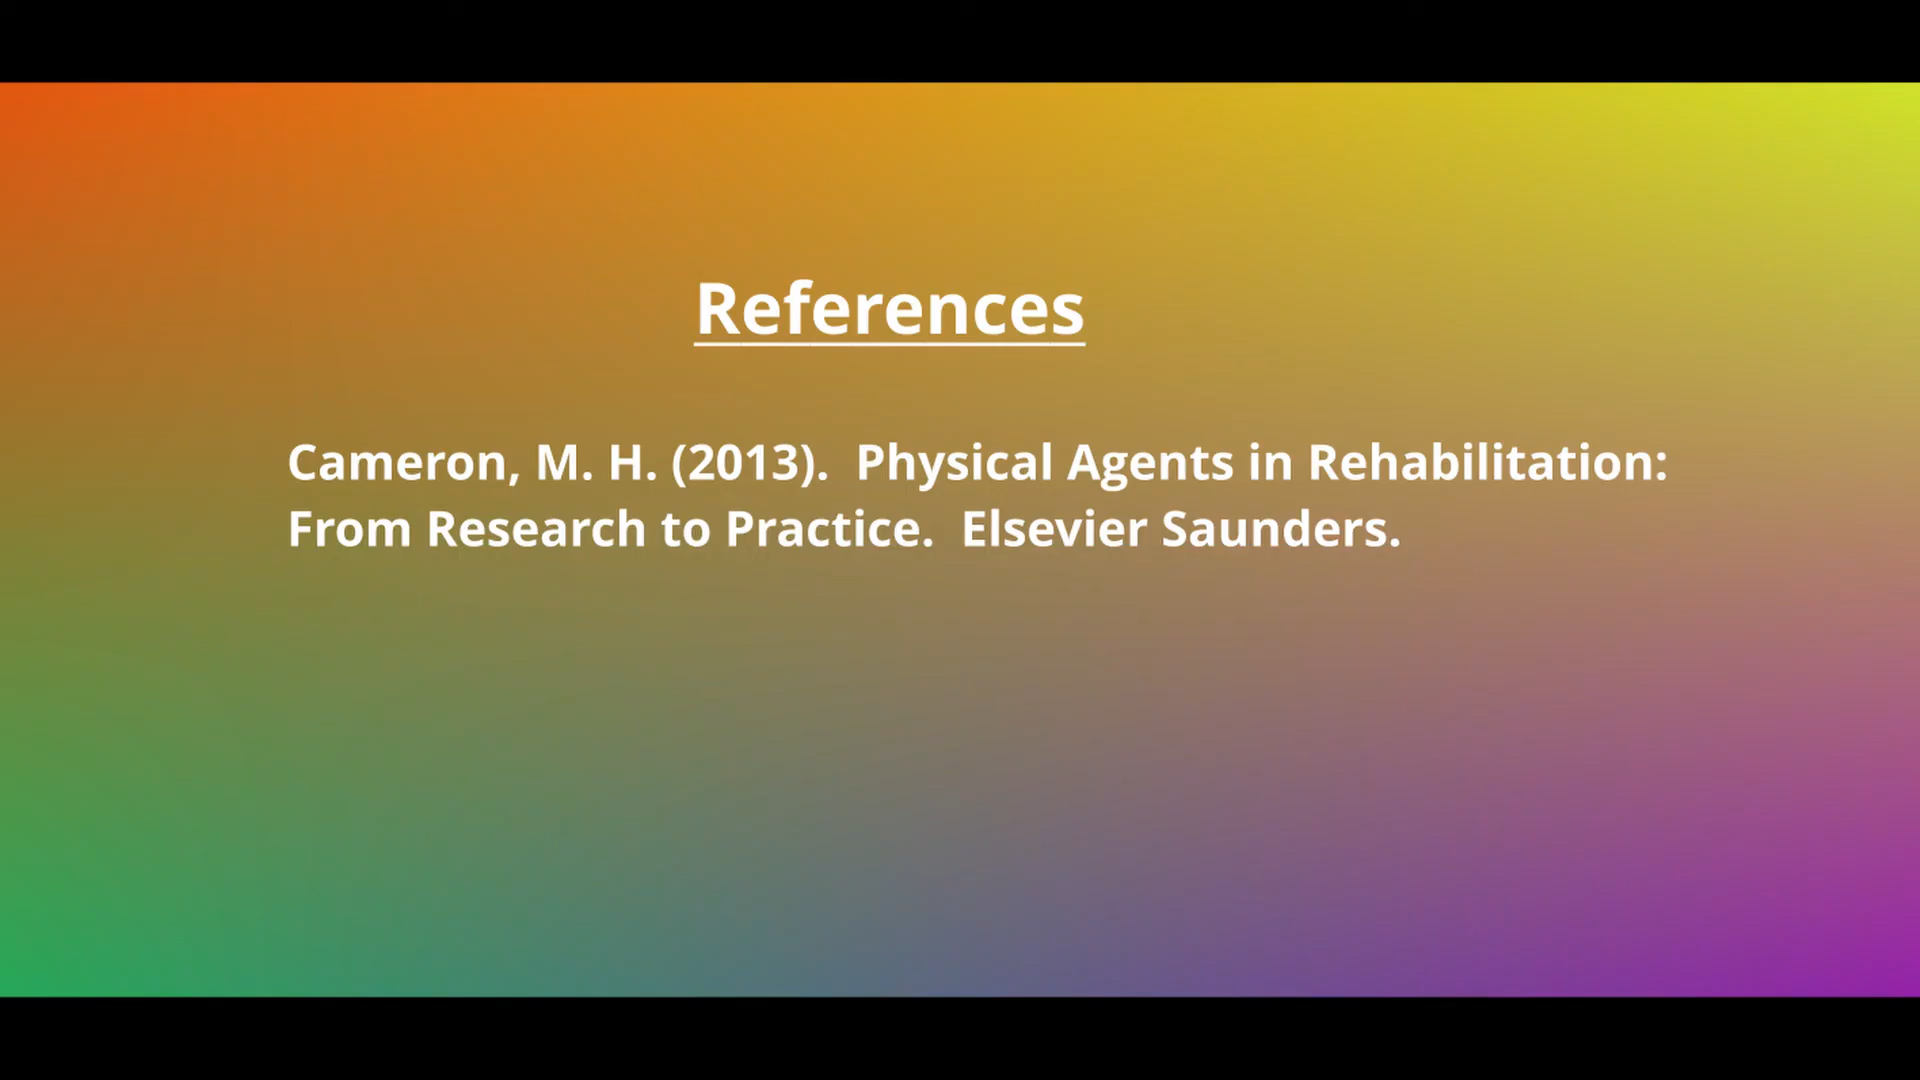 References
Cameron, M. H. (2013).  Physical Agents in Rehabilitation:
From Research to Practice.  Elsevier Saunders.